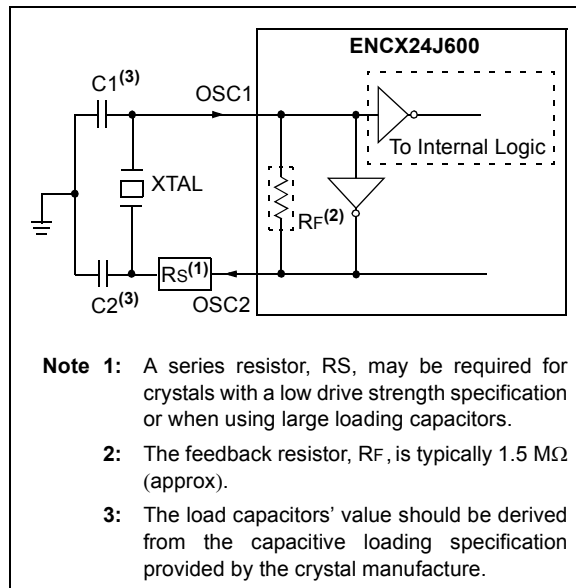 ENCX24J600
C1(3)
OSC1
To Internal Logic
XTAL
RF(2)
RS(1)
C2(3)
OSC2
Note 1: A series resistor, RS, may be required for
crystals with a low drive strength specification
or when using large loading capacitors.
2: The feedback resistor, RF, is typically 1.5 MΩ
(approx).
3: The load capacitors’ value should be derived
from the capacitive loading specification
provided by the crystal manufacture.